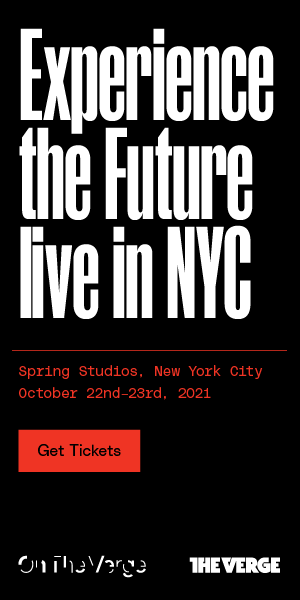 Experience
the Future
live in NYC
Spring Studios, New York City
October 22nd-23rd, 2021
Get Tickets
On The Verge
THE VERGE